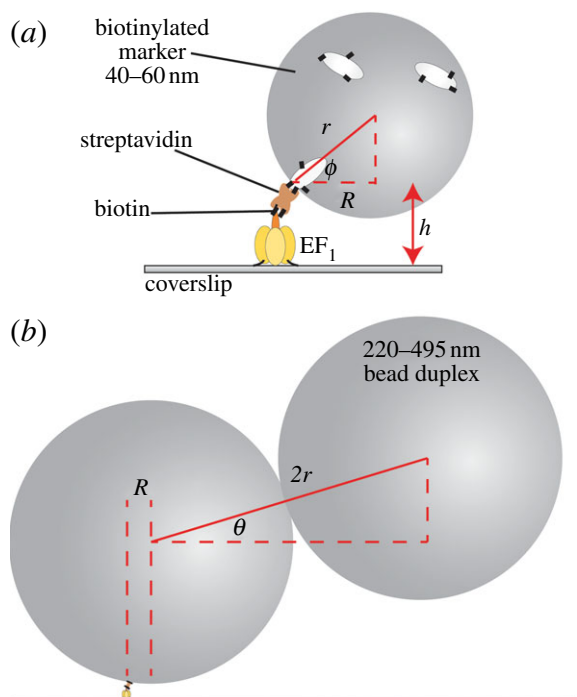 (a)
biotinylated
marker
40–60 nm
streptavidin
biotin
r
ϕ
R
h
EF₁
coverslip
(b)
220–495 nm
bead duplex
R
2r
θ